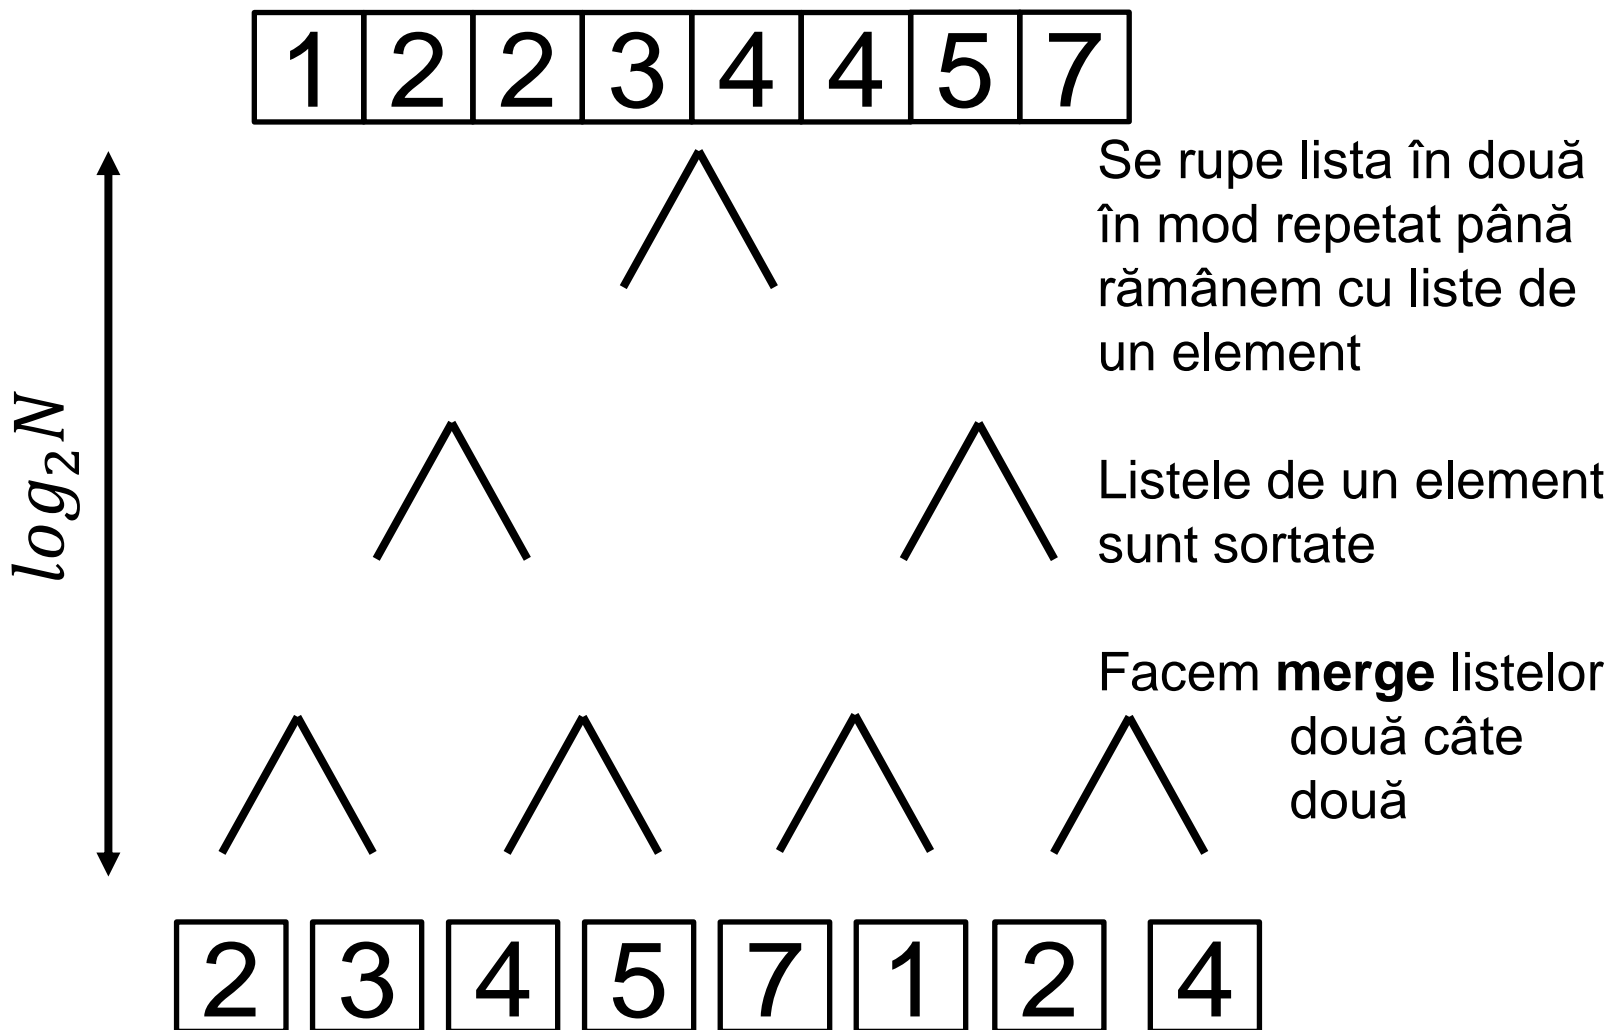 1 2 2 3 4 4 5 7
Se rupe lista în două
în mod repetat până
rămânem cu liste de
un element
log₂N
Listele de un element
sunt sortate
Facem merge listelor
două câte
două
2 3 4 5 7 1 2 4